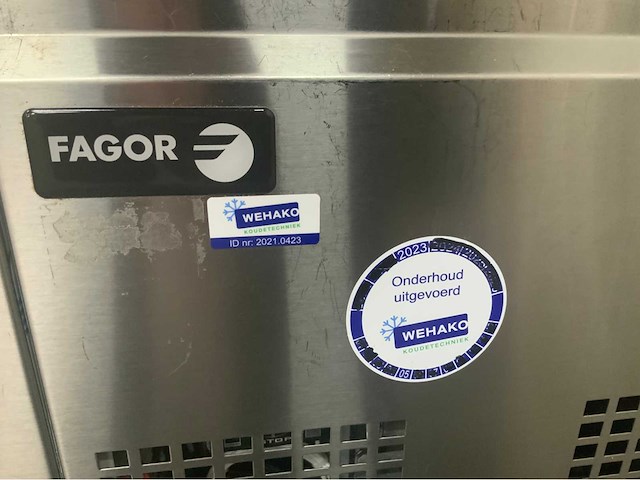 FAGOR
WEHAKO
KOUDETECHNIEK
ID nr: 2021.0423
2023
Onderhoud
uitgevoerd
WEHAKO
KOUDETECHNIEK
05